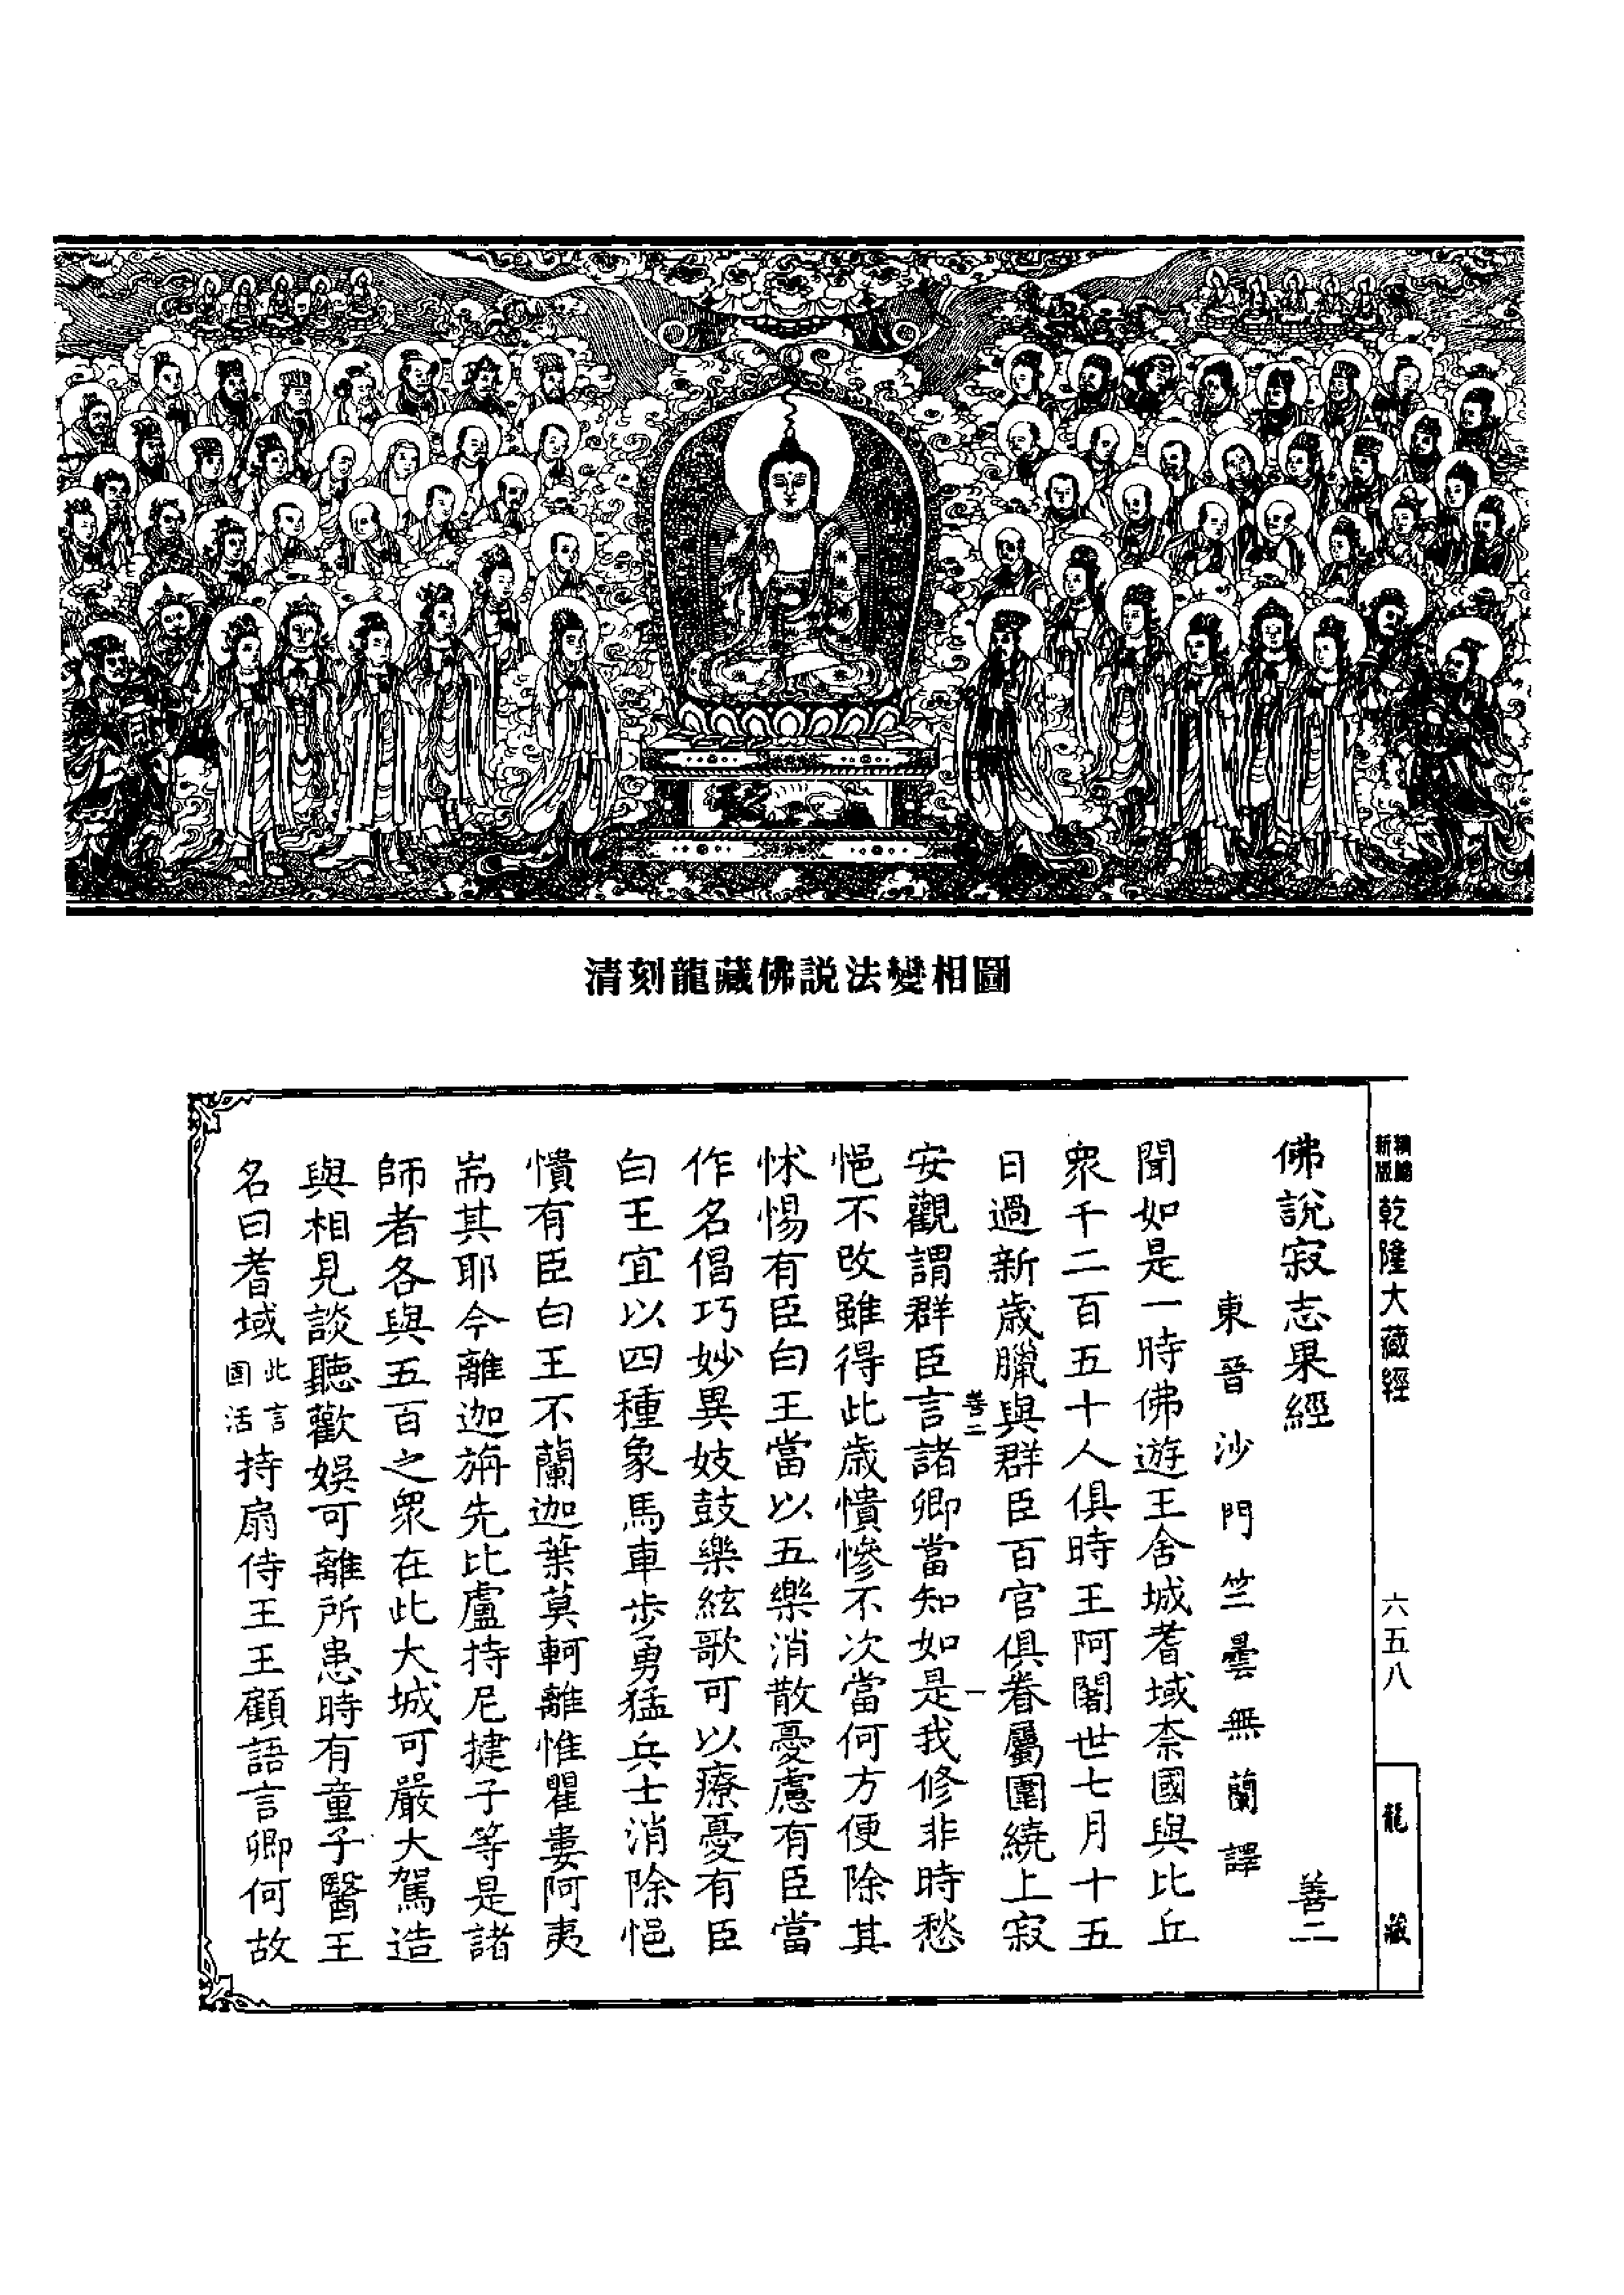 清刻龍藏佛説法變相圖
精縮新版
乾隆大藏經
六五八
龍藏
佛說寂志果經
善二
東晉沙門竺曇無蘭譯
聞如是一時佛遊王舍城耆域柰國與比丘
衆千二百五十人俱時王阿闍世七月十五
日過新歲臘與群臣百官俱眷屬圍繞上寂
善二
一
安觀謂群臣言諸卿當知如是我修非時愁
悒不改雖得此歲憒慘不次當何方便除其
怵惕有臣白王當以五樂消散憂慮有臣當
作名倡巧妙異妓鼓樂絃歌可以療憂有臣
白王宜以四種象馬車步勇猛兵士消除悒
憒有臣白王不蘭迦葉莫軻離惟瞿婁阿夷
耑其耶今離迦旃先比盧持尼揵子等是諸
師者各與五百之衆在此大城可嚴大駕造
與相見談聽歡娛可離所患時有童子醫王
名曰耆域此言固活持扇侍王王顧語言卿何故